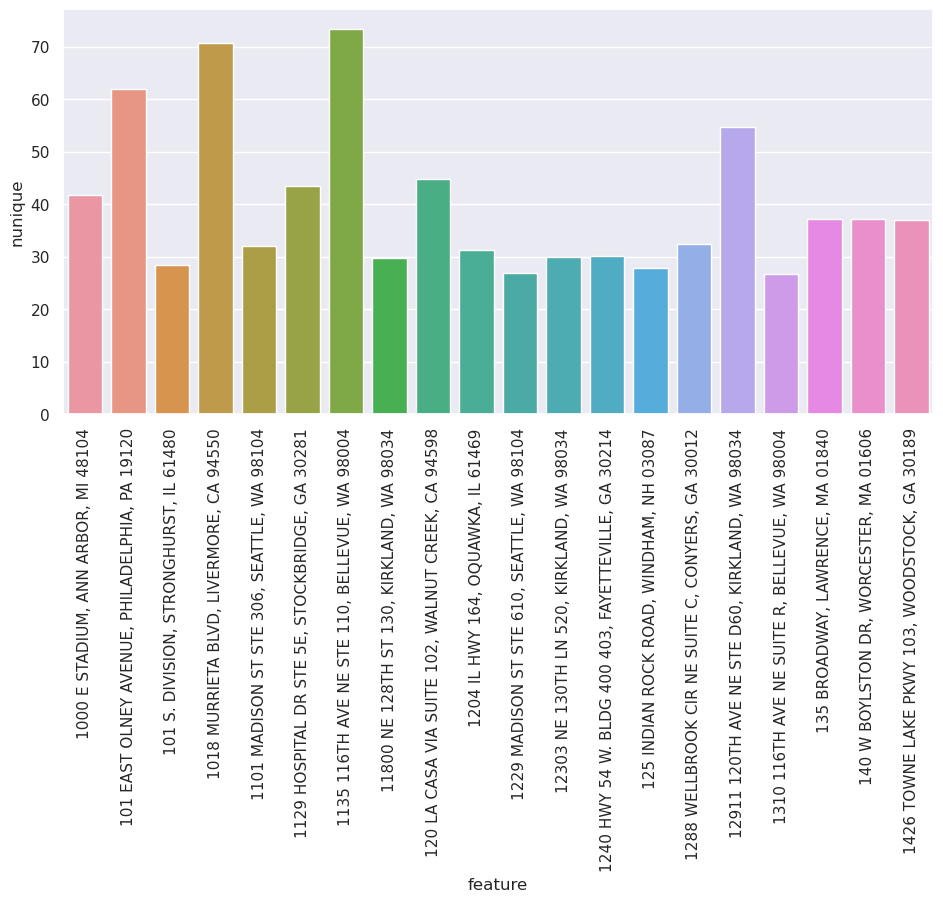 70
60
50
40
30
20
10
0
nunique
1000 E STADIUM, ANN ARBOR, MI 48104
101 EAST OLNEY AVENUE, PHILADELPHIA, PA 19120
101 S. DIVISION, STRONGHURST, IL 61480
1018 MURRIETA BLVD, LIVERMORE, CA 94550
1101 MADISON ST STE 306, SEATTLE, WA 98104
1129 HOSPITAL DR STE 5E, STOCKBRIDGE, GA 30281
1135 116TH AVE NE STE 110, BELLEVUE, WA 98004
11800 NE 128TH ST 130, KIRKLAND, WA 98034
120 LA CASA VIA SUITE 102, WALNUT CREEK, CA 94598
1204 IL HWY 164, OQUAWKA, IL 61469
1229 MADISON ST STE 610, SEATTLE, WA 98104
12303 NE 130TH LN 520, KIRKLAND, WA 98034
1240 HWY 54 W. BLDG 400 403, FAYETTEVILLE, GA 30214
125 INDIAN ROCK ROAD, WINDHAM, NH 03087
1288 WELLBROOK CIR NE SUITE C, CONYERS, GA 30012
12911 120TH AVE NE STE D60, KIRKLAND, WA 98034
1310 116TH AVE NE SUITE R, BELLEVUE, WA 98004
135 BROADWAY, LAWRENCE, MA 01840
140 W BOYLSTON DR, WORCESTER, MA 01606
1426 TOWNE LAKE PKWY 103, WOODSTOCK, GA 30189
feature